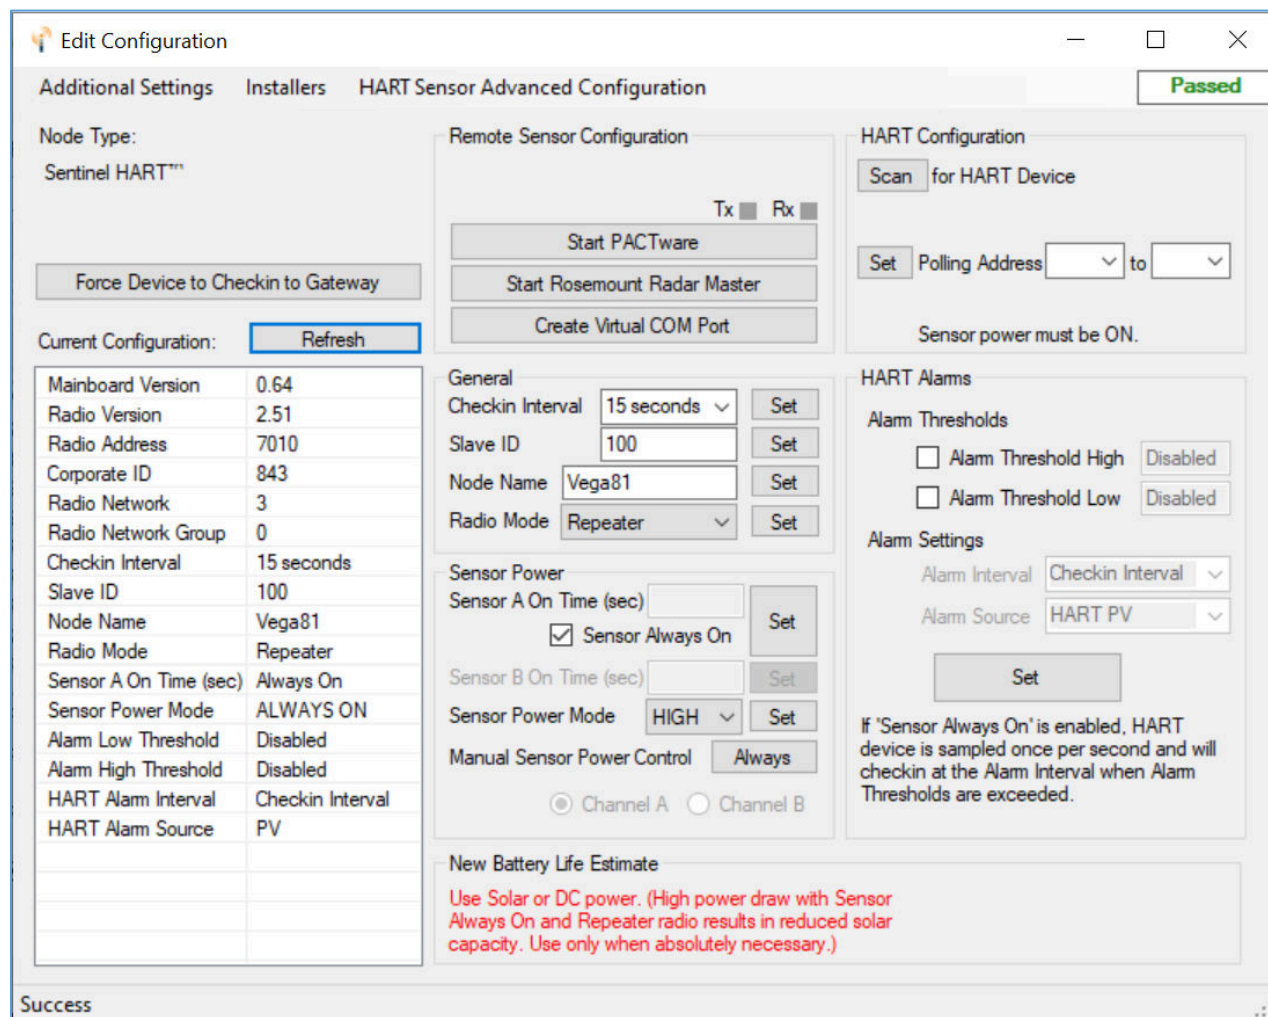 Edit Configuration
Additional Settings Installers HART Sensor Advanced Configuration Passed
Node Type:
Sentinel HART™
Force Device to Checkin to Gateway
Current Configuration: Refresh
Mainboard Version 0.64
Radio Version 2.51
Radio Address 7010
Corporate ID 843
Radio Network 3
Radio Network Group 0
Checkin Interval 15 seconds
Slave ID 100
Node Name Vega81
Radio Mode Repeater
Sensor A On Time (sec) Always On
Sensor Power Mode ALWAYS ON
Alarm Low Threshold Disabled
Alarm High Threshold Disabled
HART Alarm Interval Checkin Interval
HART Alarm Source PV
Remote Sensor Configuration
Tx Rx
Start PACTware
Start Rosemount Radar Master
Create Virtual COM Port
General
Checkin Interval 15 seconds Set
Slave ID 100 Set
Node Name Vega81 Set
Radio Mode Repeater Set
Sensor Power
Sensor A On Time (sec)
Sensor Always On Set
Sensor B On Time (sec) Set
Sensor Power Mode HIGH Set
Manual Sensor Power Control Always
Channel A Channel B
HART Configuration
Scan for HART Device
Set Polling Address to
Sensor power must be ON.
HART Alarms
Alarm Thresholds
Alarm Threshold High Disabled
Alarm Threshold Low Disabled
Alarm Settings
Alarm Interval Checkin Interval
Alarm Source HART PV
Set
If 'Sensor Always On' is enabled, HART
device is sampled once per second and will
checkin at the Alarm Interval when Alarm
Thresholds are exceeded.
New Battery Life Estimate
Use Solar or DC power. (High power draw with Sensor
Always On and Repeater radio results in reduced solar
capacity. Use only when absolutely necessary.)
Success